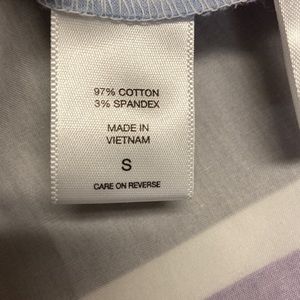 97% COTTON
3% SPANDEX
MADE IN
VIETNAM
S
CARE ON REVERSE